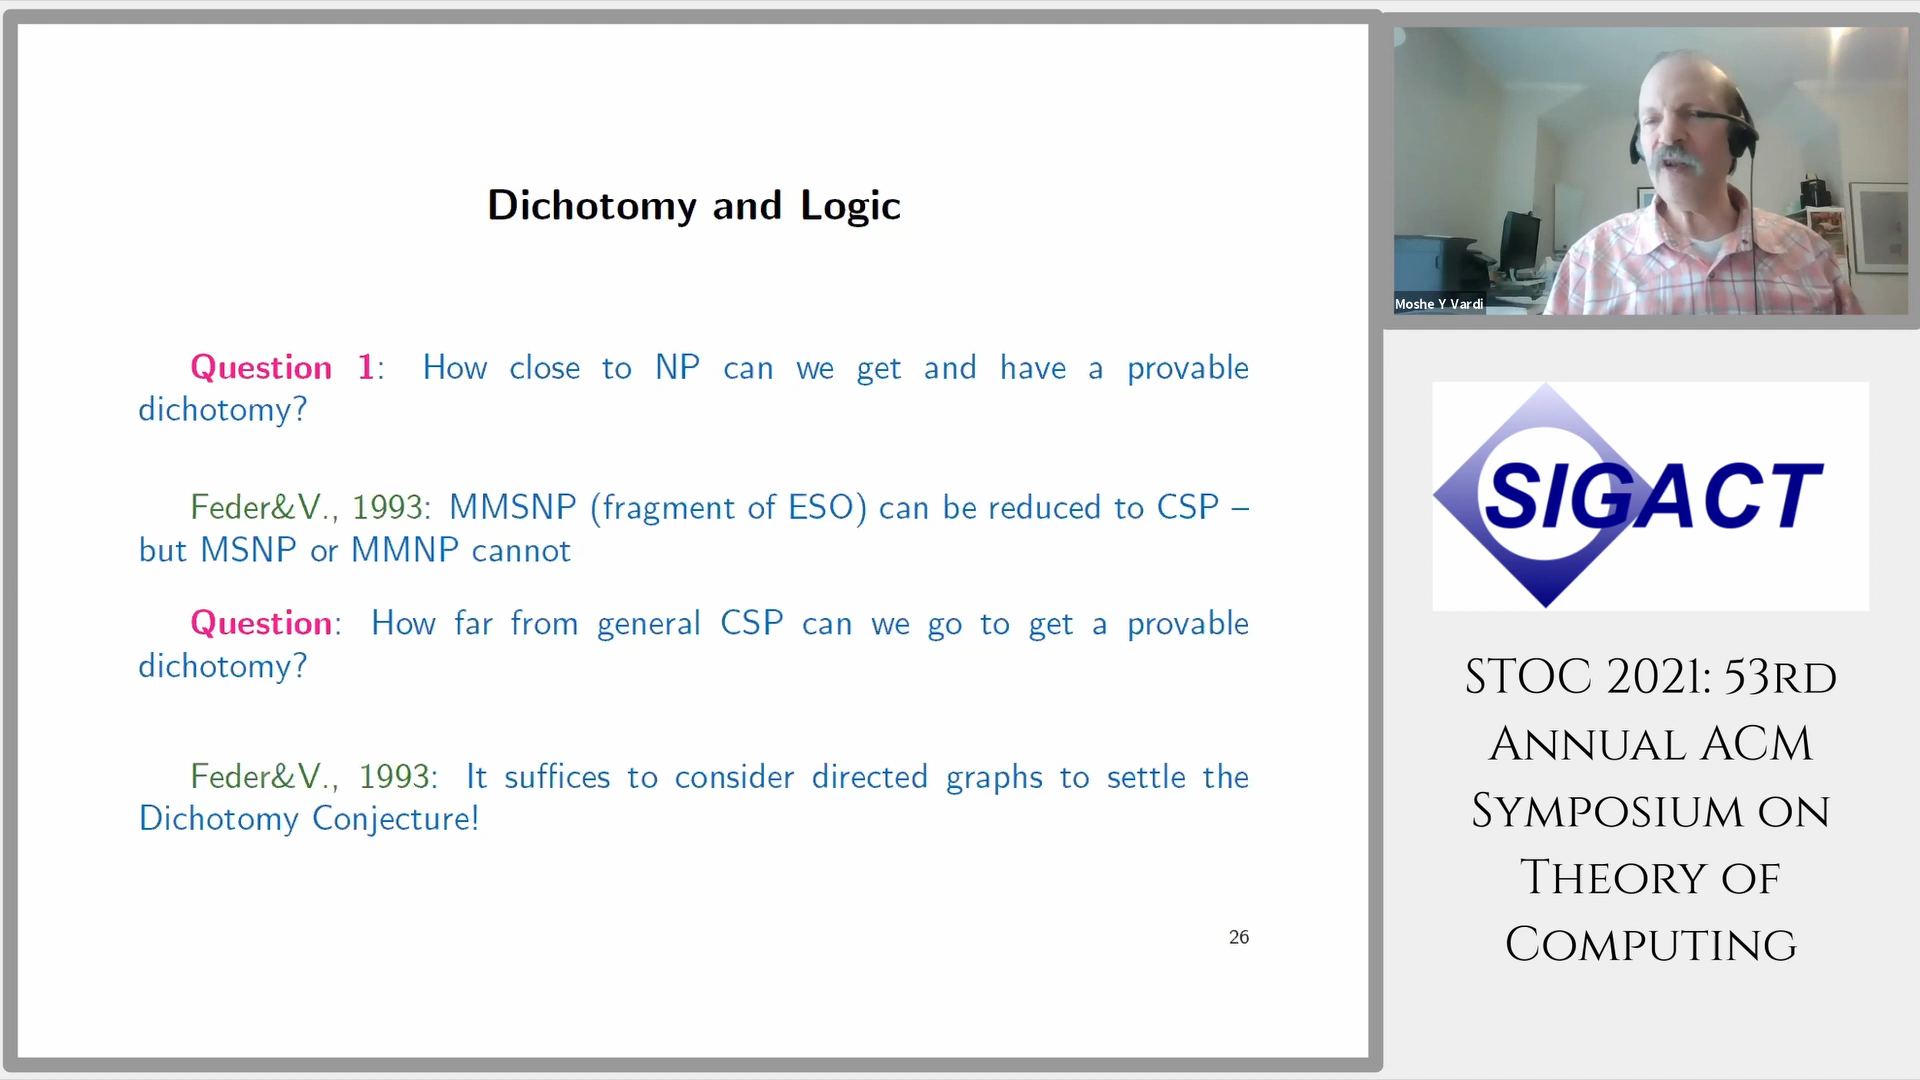 Dichotomy and Logic
Question 1: How close to NP can we get and have a provable
dichotomy?
Feder&V., 1993: MMSNP (fragment of ESO) can be reduced to CSP –
but MSNP or MMNP cannot
Question: How far from general CSP can we go to get a provable
dichotomy?
Feder&V., 1993: It suffices to consider directed graphs to settle the
Dichotomy Conjecture!
26
Moshe Y Vardi
SIGACT
STOC 2021: 53rd
Annual ACM
Symposium on
Theory of
Computing